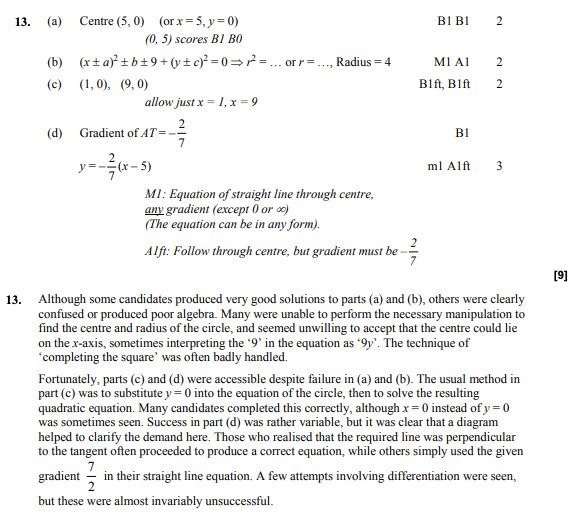 13. (a) Centre (5, 0) (or x = 5, y = 0) B1 B1 2
(0, 5) scores B1 B0
(b) (x ± a)² ± b ± 9 + (y ± c)² = 0 ⇒ r² = ... or r = ..., Radius = 4 M1 A1 2
(c) (1, 0), (9, 0) B1ft, B1ft 2
allow just x = 1, x = 9
(d) Gradient of AT = −2/7 B1
y = −2/7(x − 5) m1 A1ft 3
M1: Equation of straight line through centre,
any gradient (except 0 or ∞)
(The equation can be in any form).
A1ft: Follow through centre, but gradient must be −2/7
[9]
13. Although some candidates produced very good solutions to parts (a) and (b), others were clearly
confused or produced poor algebra. Many were unable to perform the necessary manipulation to
find the centre and radius of the circle, and seemed unwilling to accept that the centre could lie
on the x-axis, sometimes interpreting the ‘9’ in the equation as ‘9y’. The technique of
‘completing the square’ was often badly handled.
Fortunately, parts (c) and (d) were accessible despite failure in (a) and (b). The usual method in
part (c) was to substitute y = 0 into the equation of the circle, then to solve the resulting
quadratic equation. Many candidates completed this correctly, although x = 0 instead of y = 0
was sometimes seen. Success in part (d) was rather variable, but it was clear that a diagram
helped to clarify the demand here. Those who realised that the required line was perpendicular
to the tangent often proceeded to produce a correct equation, while others simply used the given
gradient 7/2 in their straight line equation. A few attempts involving differentiation were seen,
but these were almost invariably unsuccessful.